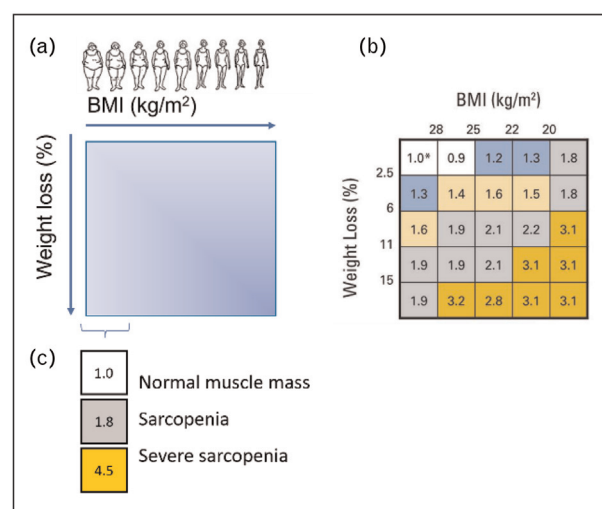 (a)
BMI (kg/m²)
Weight loss (%)
(b)
BMI (kg/m²)
28 25 22 20
Weight Loss (%)
1.0* 0.9 1.2 1.3 1.8
2.5
1.3 1.4 1.6 1.5 1.8
6
1.6 1.9 2.1 2.2 3.1
11
1.9 1.9 2.1 3.1 3.1
15
1.9 3.2 2.8 3.1 3.1
(c)
1.0 Normal muscle mass
1.8 Sarcopenia
4.5 Severe sarcopenia